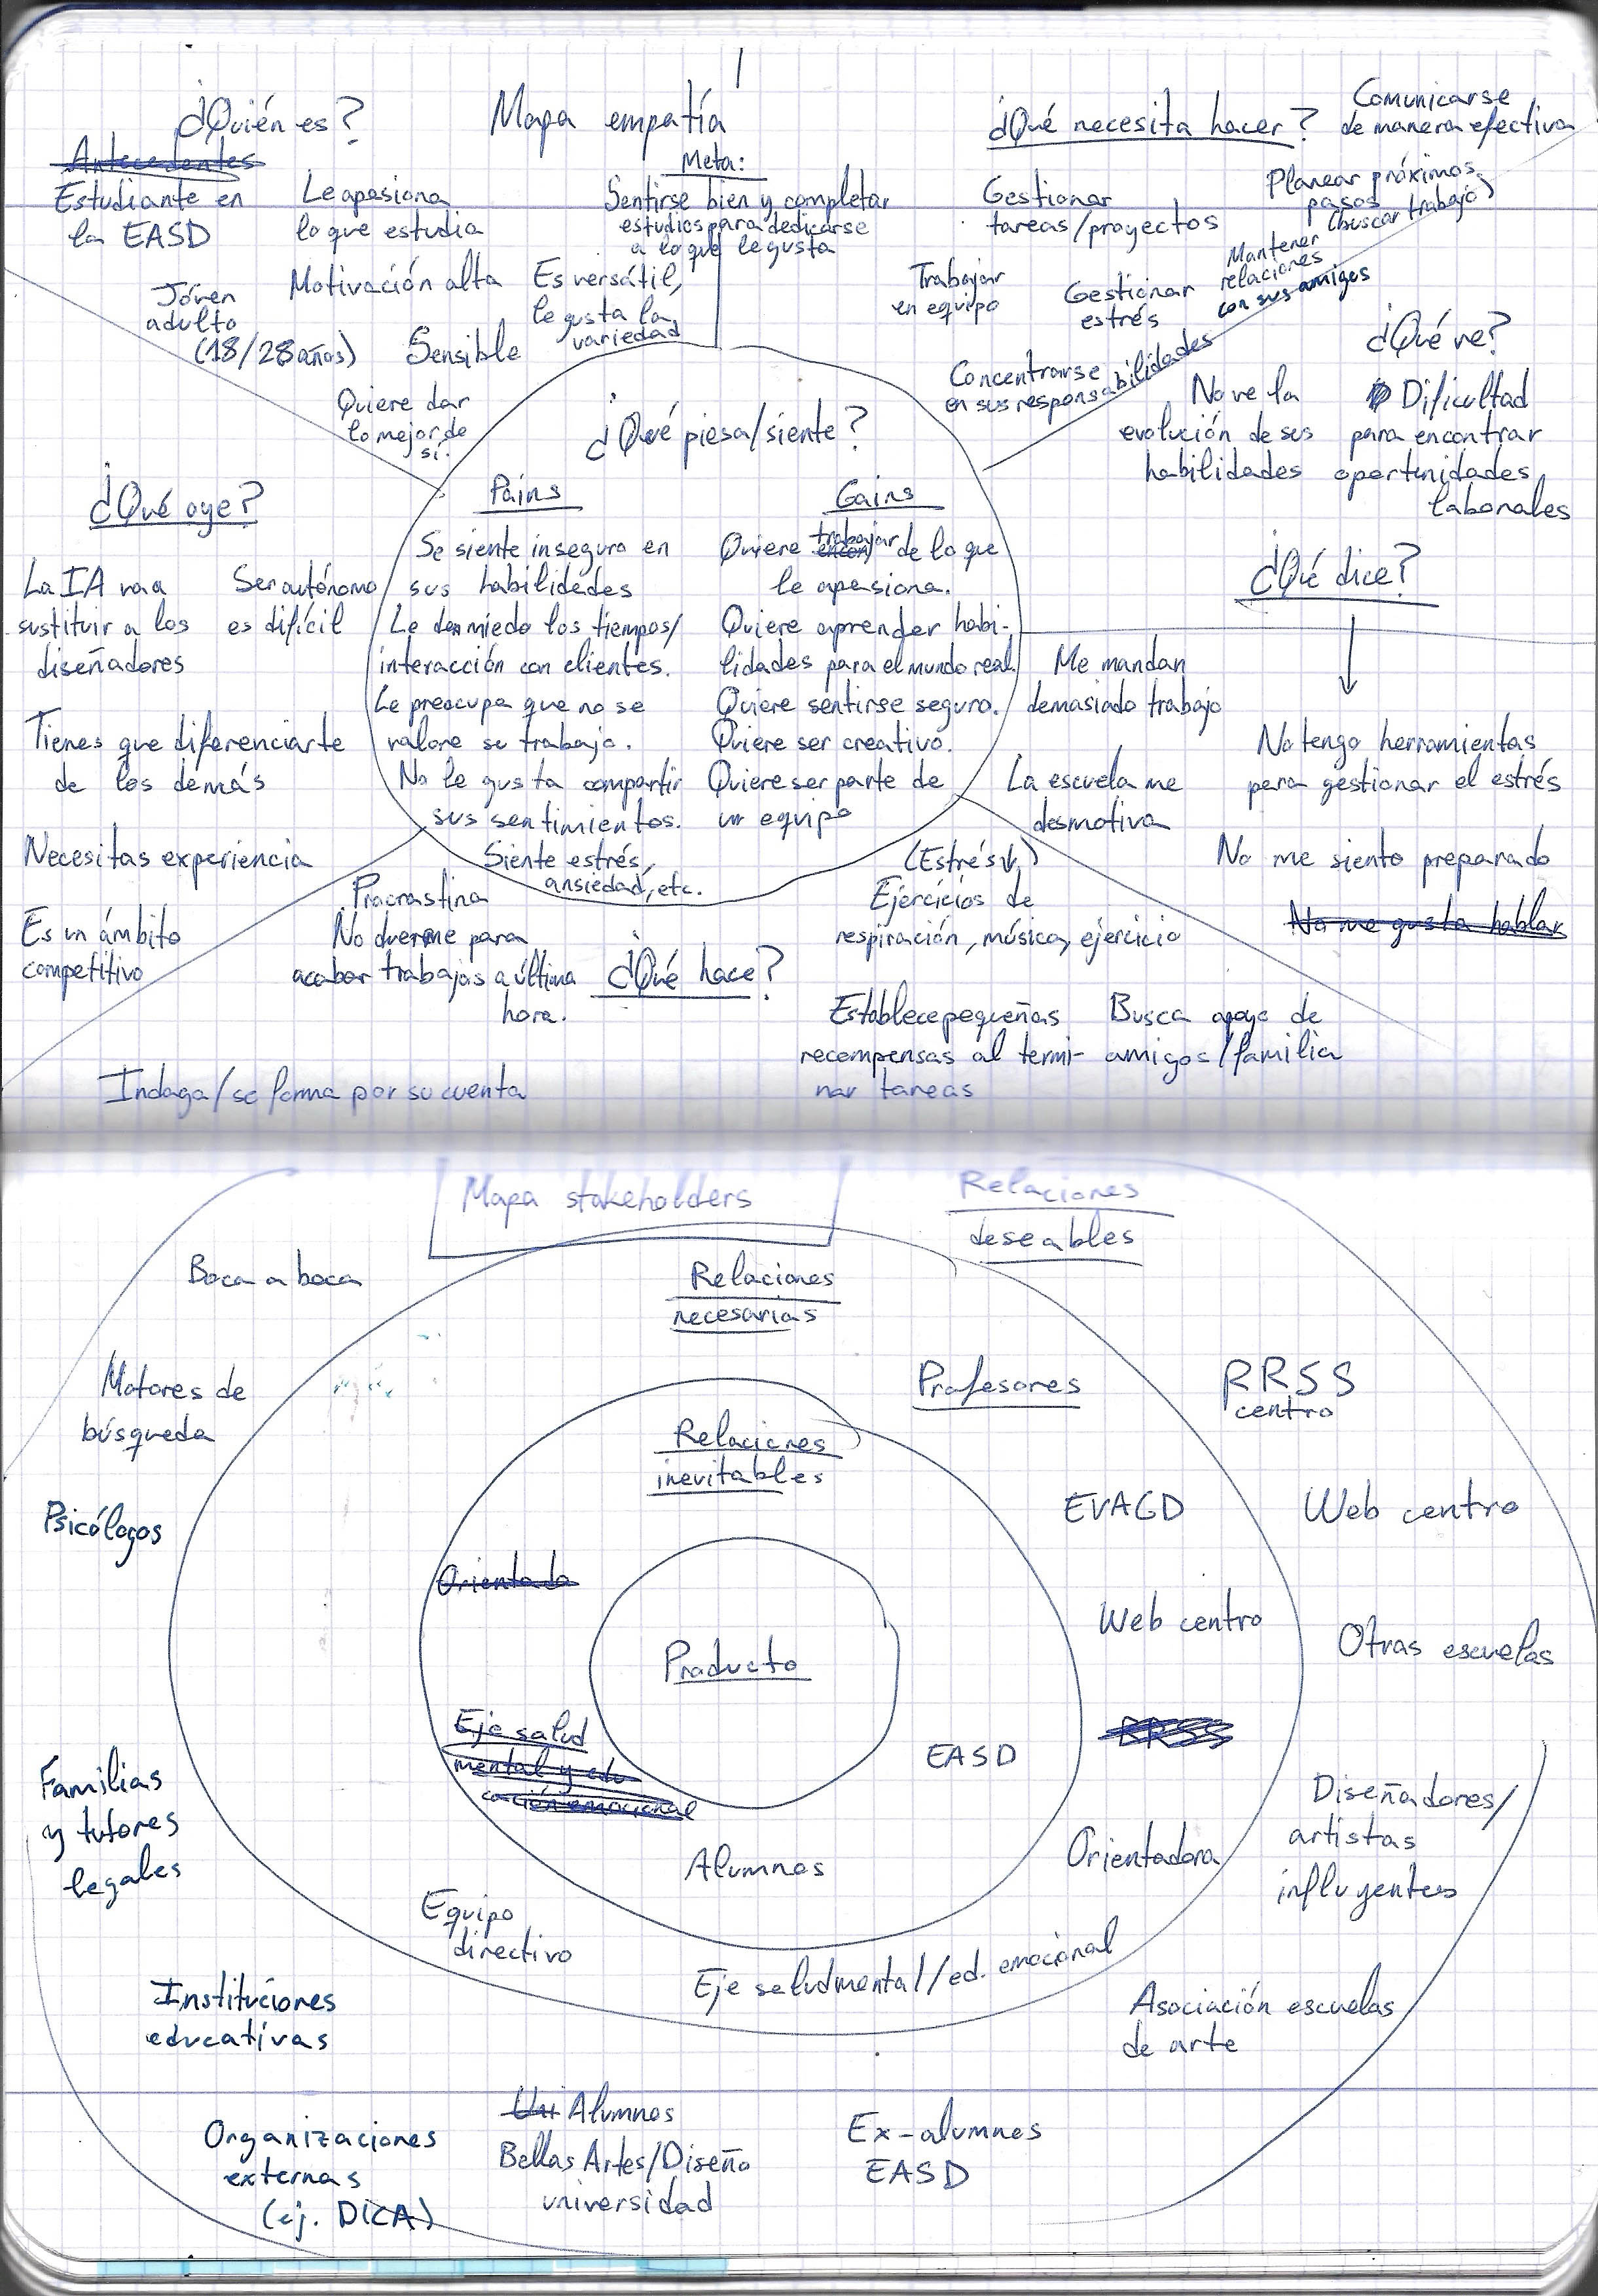 Mapa empatía
¿Quién es?
~~Antecedentes~~
Estudiante en
la EASD
Le apasiona
lo que estudia
Jóven
adulto
(18/28 años)
Motivación alta
Sensible
Es versátil,
le gusta la
variedad
Quiere dar
lo mejor de
sí.
Meta:
Sentirse bien y completar
estudios para dedicarse
a lo que le gusta
¿Qué necesita hacer?
Comunicarse
de manera efectiva
Gestionar
tareas/proyectos
Planear próximos
pasos
(buscar trabajo)
Trabajar
en equipo
Gestionar
estrés
Mantener
relaciones
con sus amigos
Concentrarse
en sus responsabilidades
¿Qué ve?
No ve la
evolución de sus
habilidades
Dificultad
para encontrar
oportunidades
laborales
¿Qué oye?
La IA va a
sustituir a los
diseñadores
Ser autónomo
es difícil
Tienes que diferenciarte
de los demás
Necesitas experiencia
Es un ámbito
competitivo
¿Qué piesa/siente?
Pains
Se siente inseguro en
sus habilidades
Le dan miedo los tiempos/
interacción con clientes.
Le preocupa que no se
valore su trabajo.
No le gusta compartir
sus sentimientos.
Siente estrés,
ansiedad, etc.
Gains
Quiere trabajar de lo que
le apasiona.
Quiere aprender habi-
lidades para el mundo real
Quiere sentirse seguro.
Quiere ser creativo.
Quiere ser parte de
un equipo
¿Qué dice?
Me mandan
demasiado trabajo
No tengo herramientas
para gestionar el estrés
La escuela me
desmotiva
No me siento preparado
~~No me gusta hablar~~
¿Qué hace?
Procrastina
No duerme para
acabar trabajos a última
hora.
Indaga/se forma por su cuenta
(Estrés↓)
Ejercicios de
respiración, música, ejercicio
Establece pequeñas
recompensas al termi-
nar tareas
Busca apoyo de
amigos/familia
Mapa stakeholders
Relaciones
deseables
Boca a boca
Motores de
búsqueda
Psicólogos
Familias
y tutores
legales
Instituciones
educativas
Organizaciones
externas
(ej. DICA)
~~Uni~~ Alumnos
Bellas Artes/Diseño
universidad
Ex-alumnos
EASD
Asociación escuelas
de arte
Diseñadores/
artistas
influyentes
Otras escuelas
Web centro
RRSS
centro
Relaciones
necesarias
Profesores
EVAGD
Web centro
~~RRSS~~
Orientadora
Eje salud mental/ed. emocional
Equipo
directivo
Relaciones
inevitables
~~Orientado~~
~~Eje salud~~
~~mental y edu~~
~~cación emocional~~
Alumnos
EASD
Producto